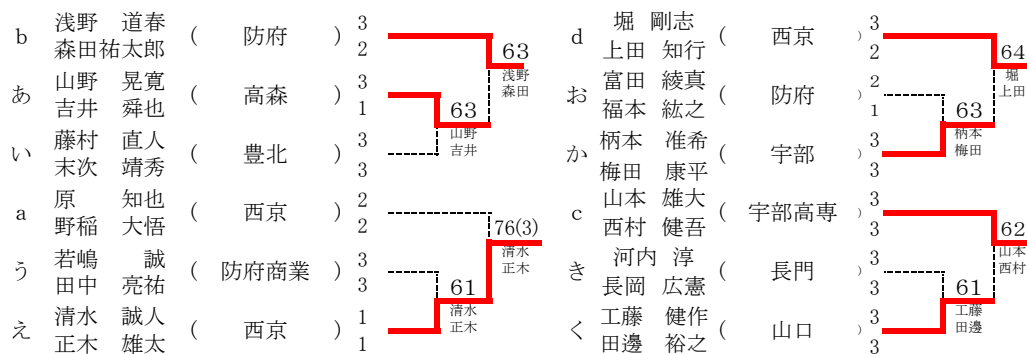 浅野　道春 3
b ( 防府 )
森田祐太郎 2
63
浅野
森田
山野　晃寛 3
あ ( 高森 )
吉井　舜也 1
63
山野
吉井
藤村　直人 3
い ( 豊北 )
末次　靖秀 3
原　知也 2
a ( 西京 )
野稲　大悟 2
76(3)
清水
正木
若嶋　誠 3
う ( 防府商業 )
田中　亮祐 3
61
清水
正木
清水　誠人 1
え ( 西京 )
正木　雄太 1
堀　剛志 3
d ( 西京 )
上田　知行 2
64
堀
上田
富田　綾真 2
お ( 防府 )
福本　紘之 1
63
柄本
梅田
柄本　准希 3
か ( 宇部 )
梅田　康平 3
山本　雄大 3
c ( 宇部高専 )
西村　健吾 3
62
山本
西村
河内　淳 3
き ( 長門 )
長岡　広憲 3
61
工藤
田邊
工藤　健作 3
く ( 山口 )
田邊　裕之 3